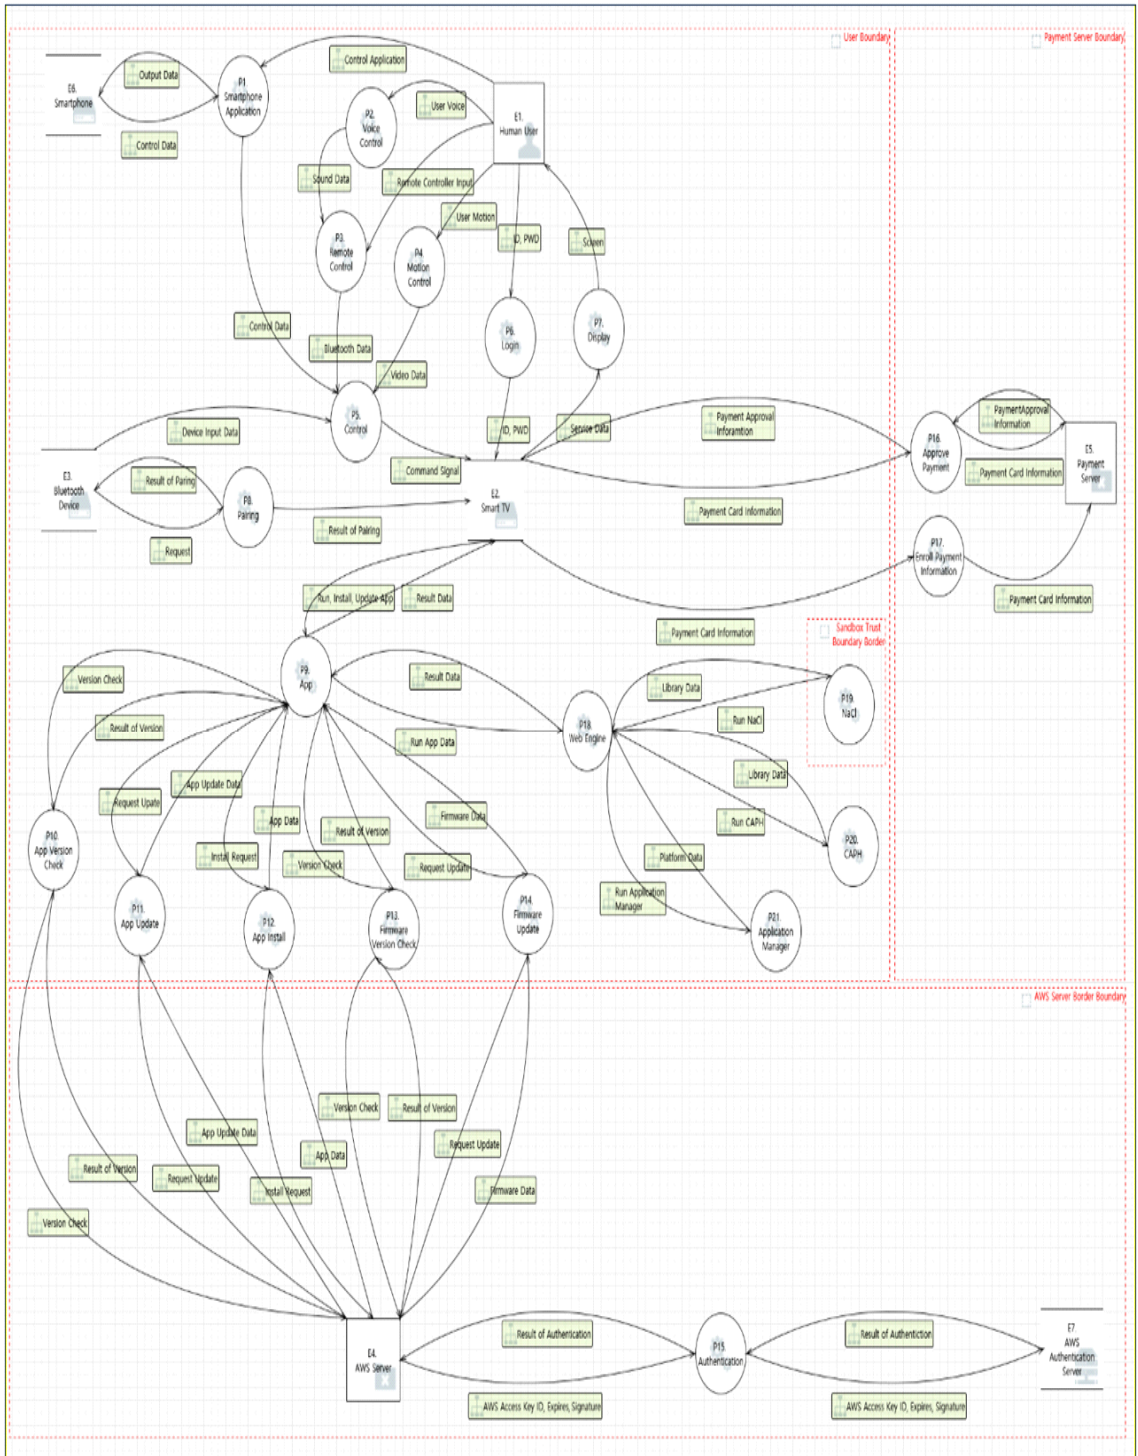 User Boundary
Payment Server Boundary
Control Application
Output Data
P1
Smartphone
Application
E6.
Smartphone
User Voice
E1.
Human User
P2.
Voice
Control
Control Data
Sound Data
Remote Controller Input
User Motion
P3.
Remote
Control
P4.
Motion
Control
ID, PWD
Screen
Control Data
P6.
Login
P7.
Display
Bluetooth Data
Video Data
P5.
Control
Device Input Data
ID, PWD
Service Data
Payment Approval
Inforamtion
PaymentApproval
Information
P16.
Approve
Payment
E5.
Payment
Server
Command Signal
Payment Card Information
E3.
Bluetooth
Device
Result of Paring
P8.
Pairing
E2.
Smart TV
Payment Card Information
Result of Pairing
Request
P17.
Enroll Payment
Information
Run, Install, Update App
Result Data
Payment Card Information
Payment Card Information
Sandbox Trust
Boundary Border
Version Check
P9.
App
Result Data
Library Data
P19.
NaCl
Result of Version
Run App Data
P18.
Web Engine
Run NaCl
App Update Data
Library Data
Request Upate
App Data
Firmware Data
Result of Version
Run CAPH
P10.
App Version
Check
Install Request
Version Check
Request Update
Platform Data
P20.
CAPH
Run Application
Manager
P11.
App Update
P12.
App Install
P13.
Firmware
Version Check
P14.
Firmware
Update
P21.
Application
Manager
AWS Server Border Boundary
Version Check
Result of Version
App Update Data
Request Update
App Data
Result of Version
Request Update
Install Request
Firmware Data
Version Check
E4.
AWS Server
Result of Authentication
P15.
Authentication
Result of Authentiction
E7.
AWS
Authentication
Server
AWS Access Key ID, Expires, Signature
AWS Access Key ID, Expires, Signature